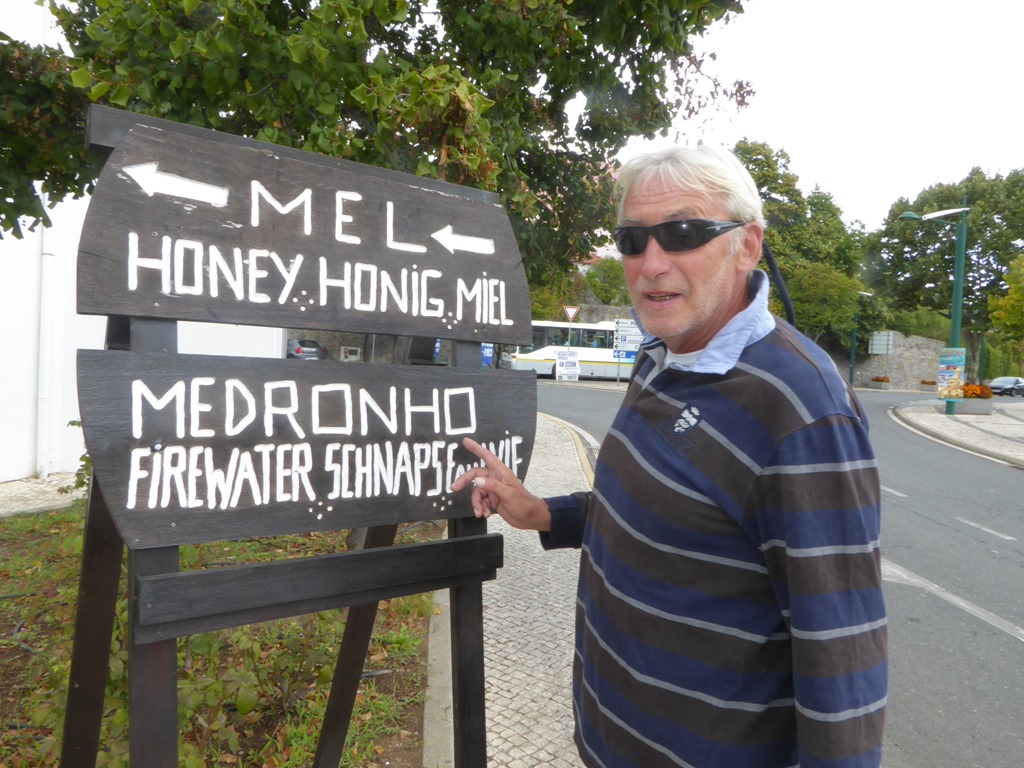 MEL
HONEY HONIG MIEL
MEDRONHO
FIREWATER SCHNAPS